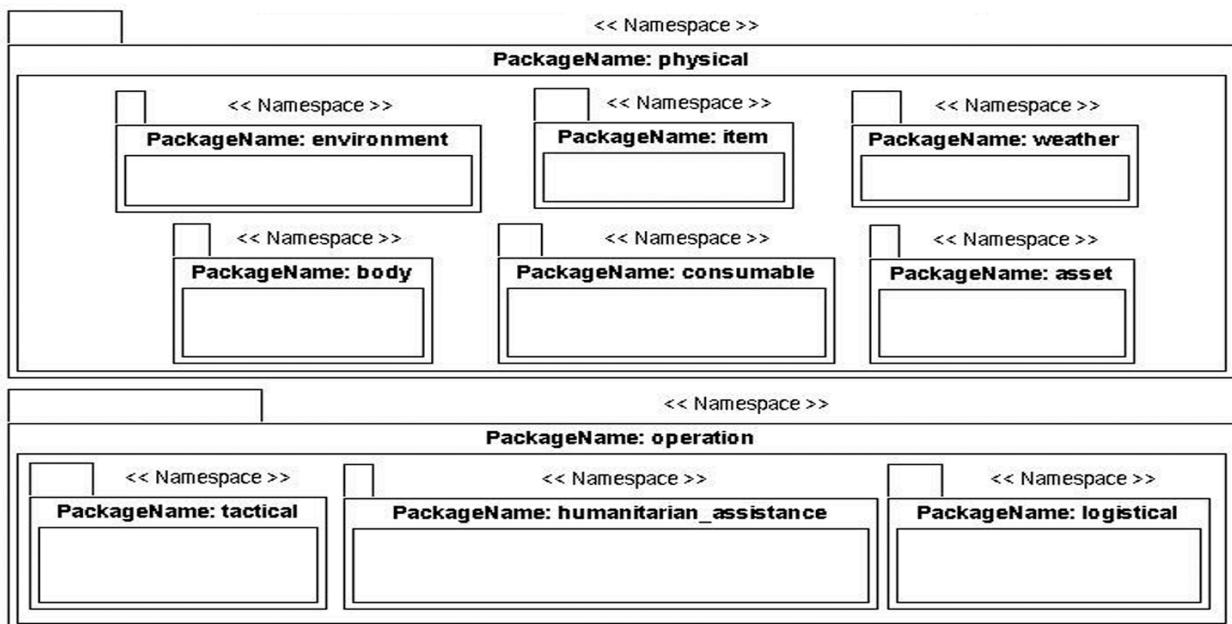 << Namespace >>
PackageName: physical
<< Namespace >>
<< Namespace >>
<< Namespace >>
PackageName: environment
PackageName: item
PackageName: weather
<< Namespace >>
<< Namespace >>
<< Namespace >>
PackageName: body
PackageName: consumable
PackageName: asset
<< Namespace >>
PackageName: operation
<< Namespace >>
<< Namespace >>
<< Namespace >>
PackageName: tactical
PackageName: humanitarian_assistance
PackageName: logistical